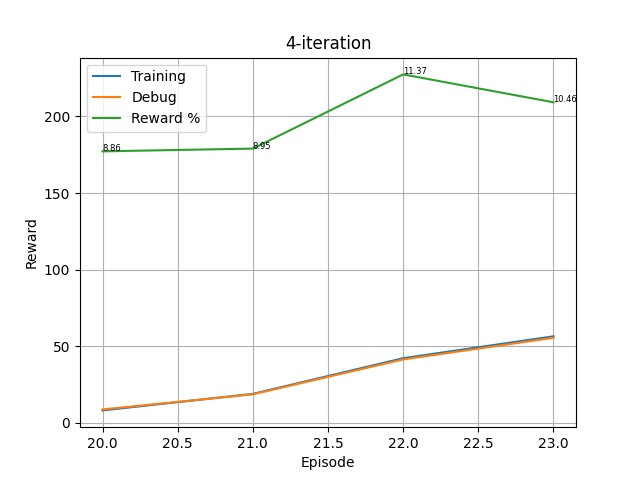 4-iteration
Training
Debug
Reward %
11.37
10.46
8.86
8.95
200
150
100
50
0
Reward
20.0 20.5 21.0 21.5 22.0 22.5 23.0
Episode